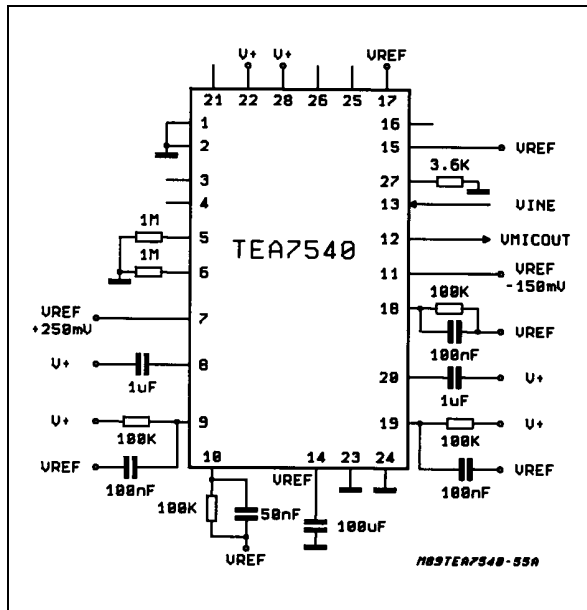 V+ V+ VREF
21 22 28 26 25 17
1 16
2 15 VREF
3 27 3.6K
4 13 VINE
1M 5 12 VMICOUT
1M 6 TEA7540 11 VREF
-150mV
VREF
+250mV 7 18 100K
100nF VREF
V+ 1uF 8 20 1uF V+
V+ 100K 9 19 100K V+
VREF 100nF 100nF VREF
10 14 23 24
100K 50nF VREF 100uF
VREF
M89TEA7540-55A